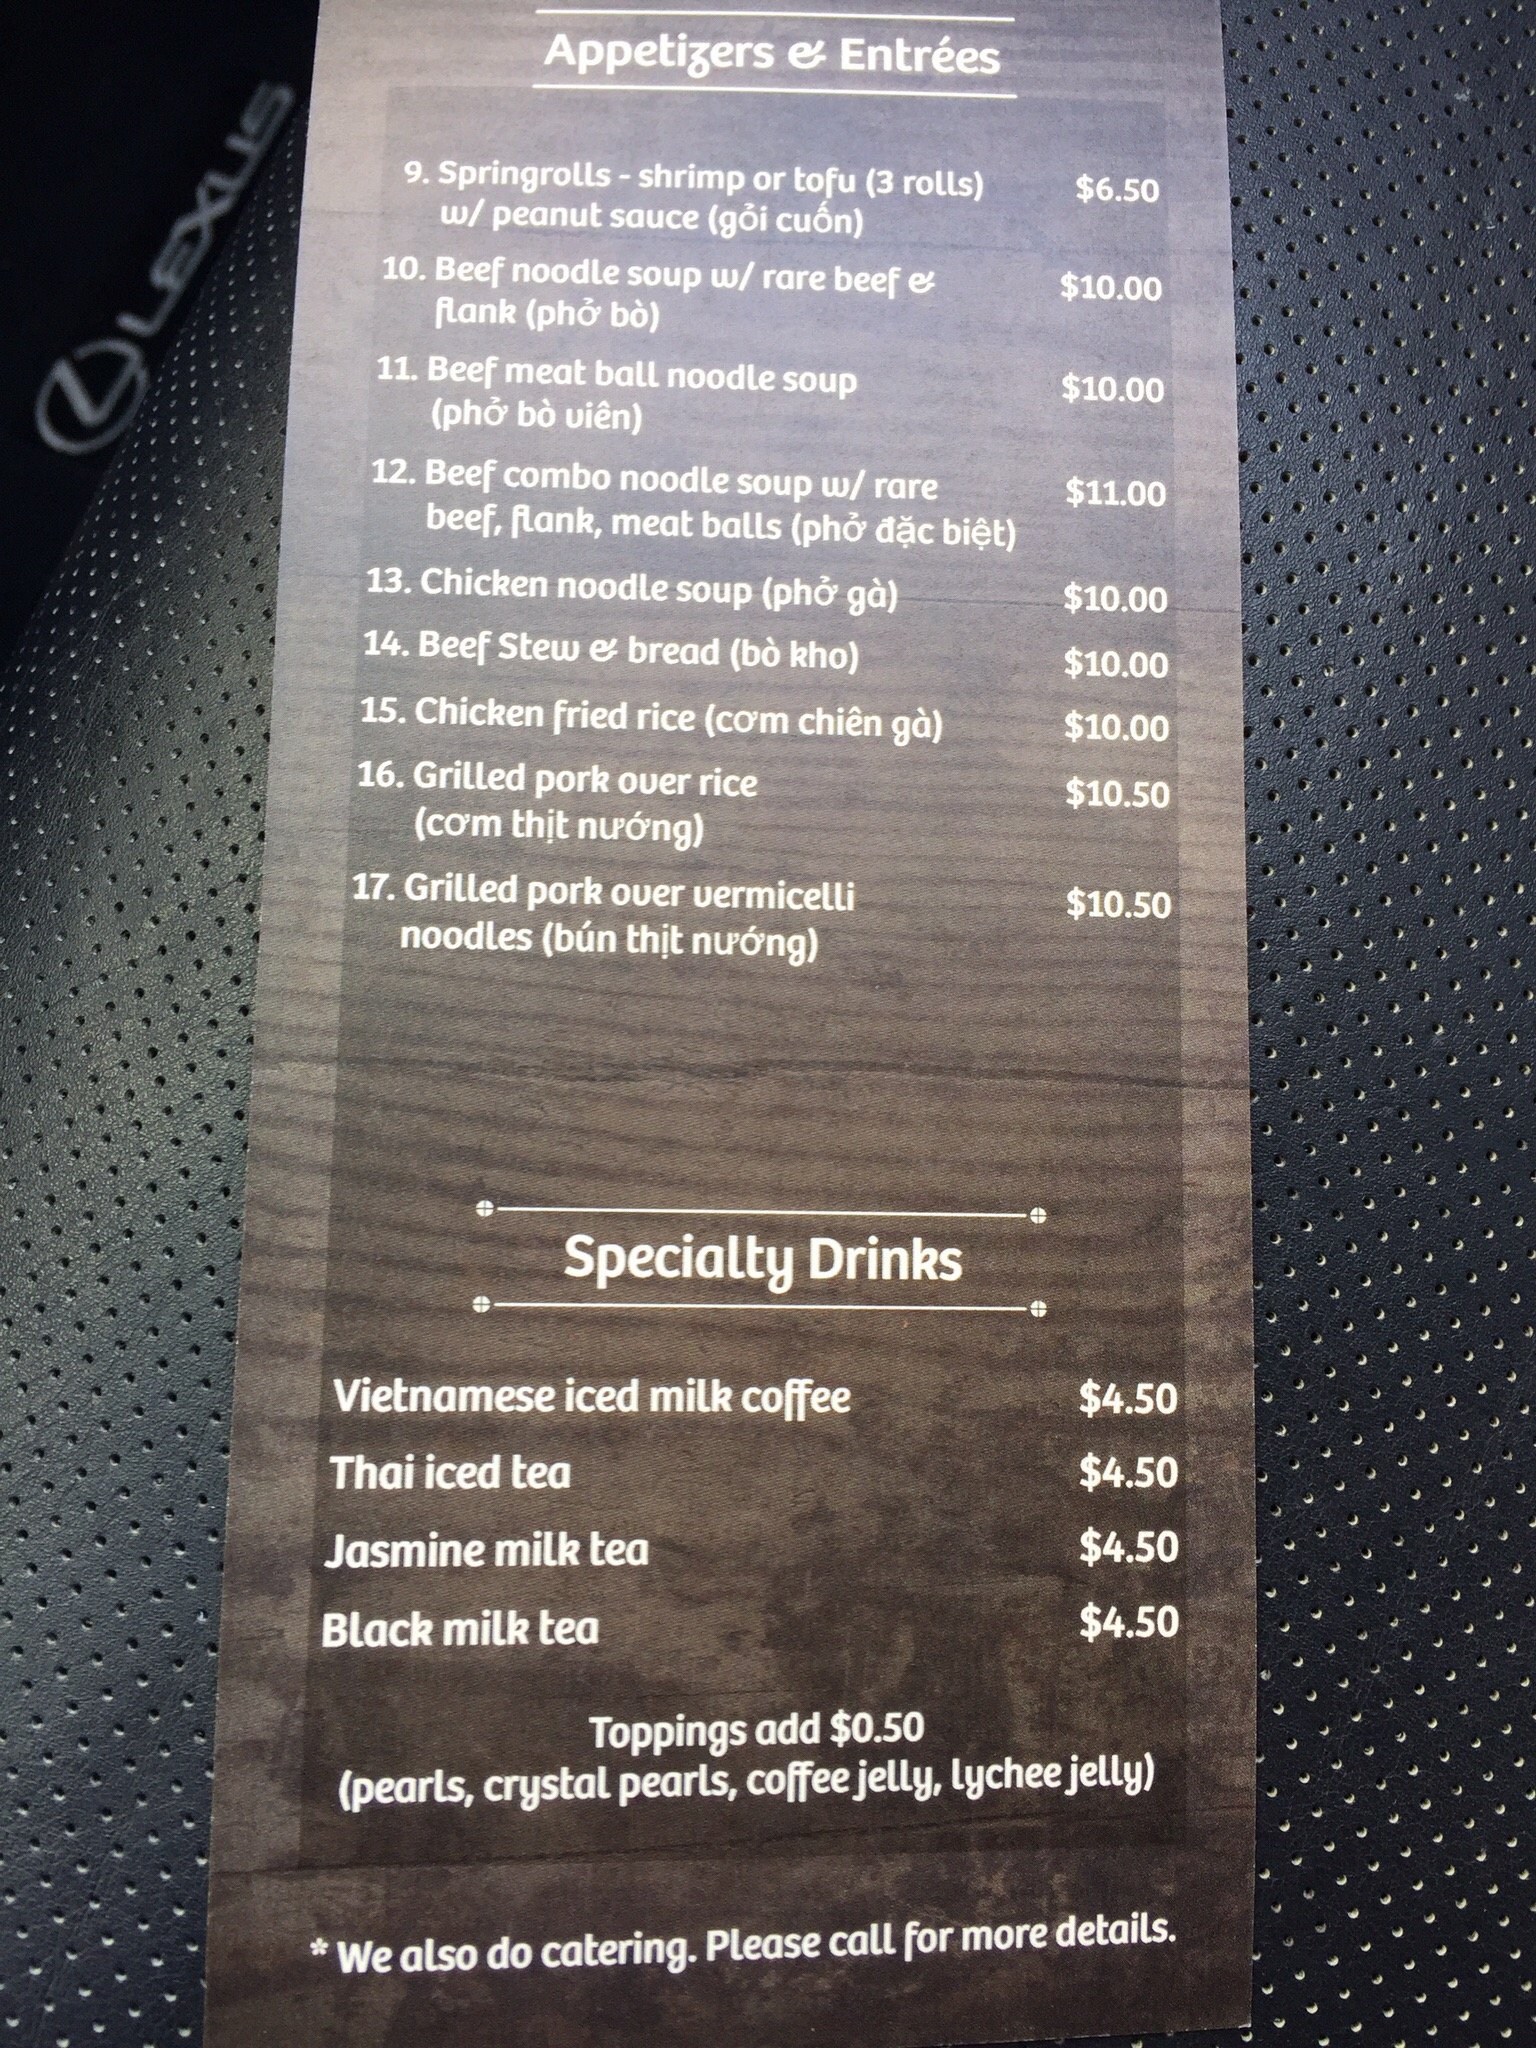 LEXUS
Appetizers & Entrées
9. Springrolls - shrimp or tofu (3 rolls) $6.50
w/ peanut sauce (gỏi cuốn)
10. Beef noodle soup w/ rare beef & $10.00
flank (phở bò)
11. Beef meat ball noodle soup $10.00
(phở bò viên)
12. Beef combo noodle soup w/ rare $11.00
beef, flank, meat balls (phở đặc biệt)
13. Chicken noodle soup (phở gà) $10.00
14. Beef Stew & bread (bò kho) $10.00
15. Chicken fried rice (cơm chiên gà) $10.00
16. Grilled pork over rice $10.50
(cơm thịt nướng)
17. Grilled pork over vermicelli $10.50
noodles (bún thịt nướng)
Specialty Drinks
Vietnamese iced milk coffee $4.50
Thai iced tea $4.50
Jasmine milk tea $4.50
Black milk tea $4.50
Toppings add $0.50
(pearls, crystal pearls, coffee jelly, lychee jelly)
* We also do catering. Please call for more details.